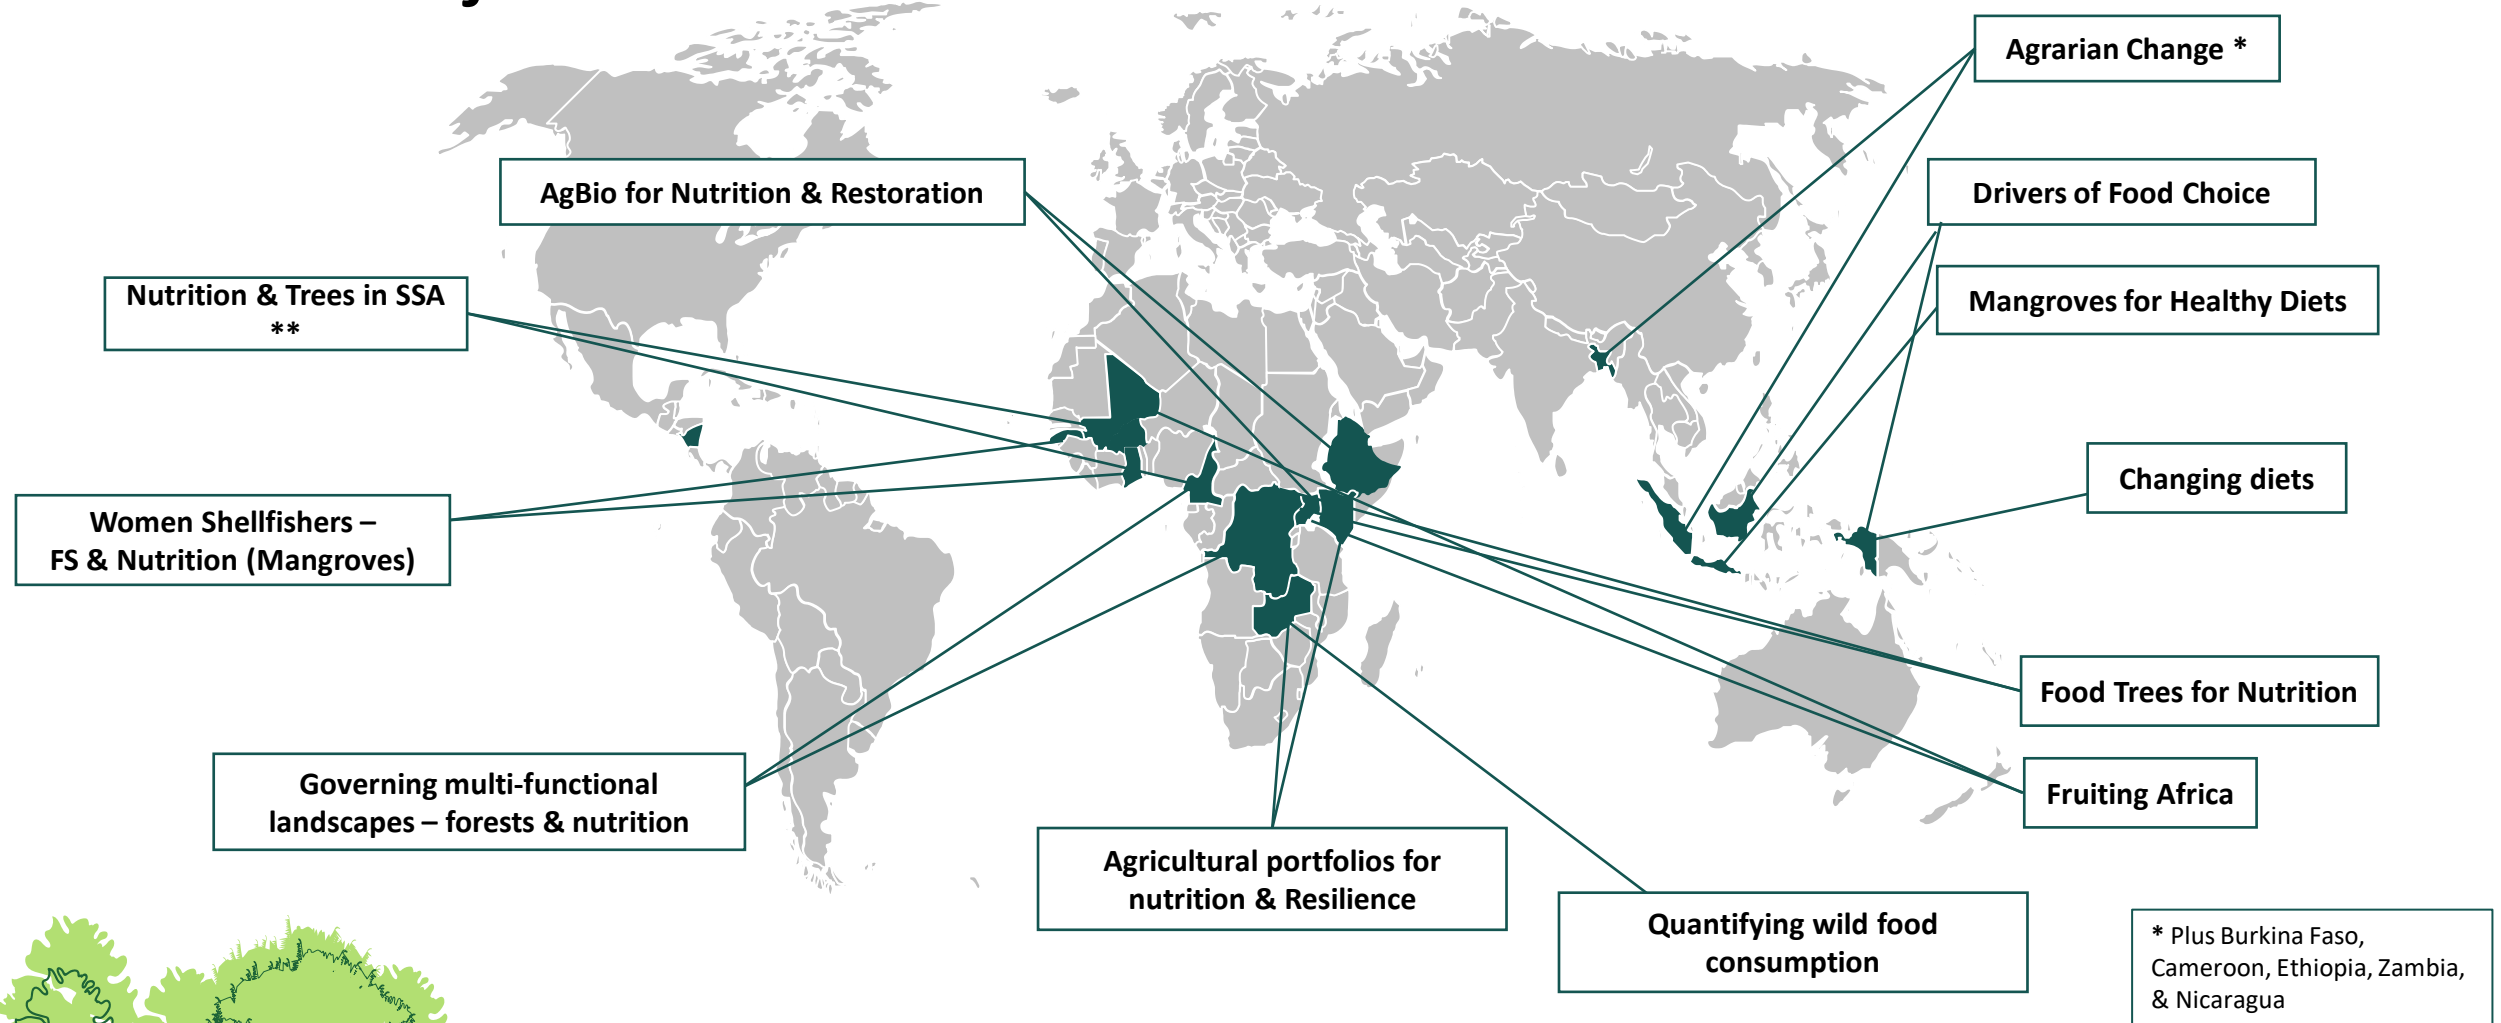 Agrarian Change *
AgBio for Nutrition & Restoration
Drivers of Food Choice
Nutrition & Trees in SSA
**
Mangroves for Healthy Diets
Changing diets
Women Shellfishers –
FS & Nutrition (Mangroves)
Food Trees for Nutrition
Governing multi-functional
landscapes – forests & nutrition
Fruiting Africa
Agricultural portfolios for
nutrition & Resilience
Quantifying wild food
consumption
* Plus Burkina Faso,
Cameroon, Ethiopia, Zambia,
& Nicaragua